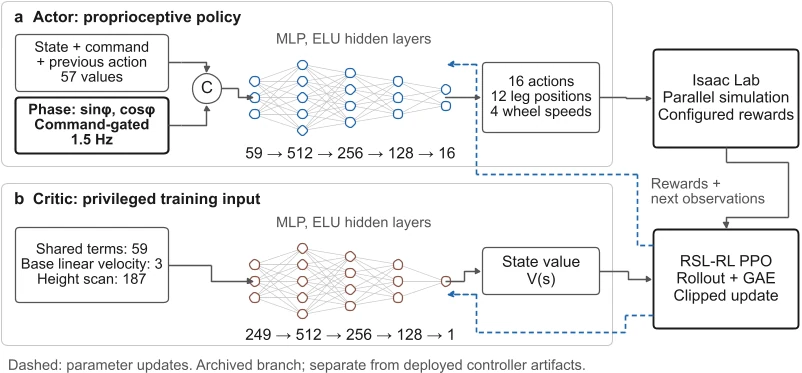 a Actor: proprioceptive policy
State + command
+ previous action
57 values
Phase: sinφ, cosφ
Command-gated
1.5 Hz
C
MLP, ELU hidden layers
59 → 512 → 256 → 128 → 16
16 actions
12 leg positions
4 wheel speeds
Isaac Lab
Parallel simulation
Configured rewards
Rewards +
next observations
b Critic: privileged training input
Shared terms: 59
Base linear velocity: 3
Height scan: 187
MLP, ELU hidden layers
249 → 512 → 256 → 128 → 1
State value
V(s)
RSL-RL PPO
Rollout + GAE
Clipped update
Dashed: parameter updates. Archived branch; separate from deployed controller artifacts.